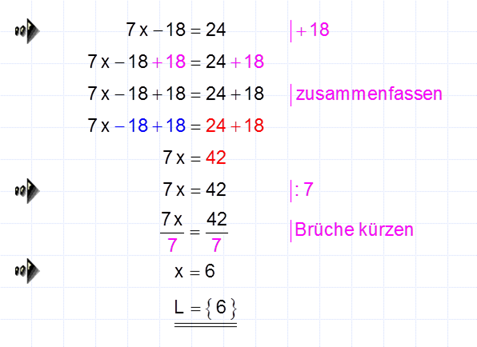 7x − 18 = 24 | +18
7x − 18 + 18 = 24 + 18
7x − 18 + 18 = 24 + 18 | zusammenfassen
7x − 18 + 18 = 24 + 18
7x = 42
7x = 42 | : 7
7x/7 = 42/7 | Brüche kürzen
x = 6
L = {6}